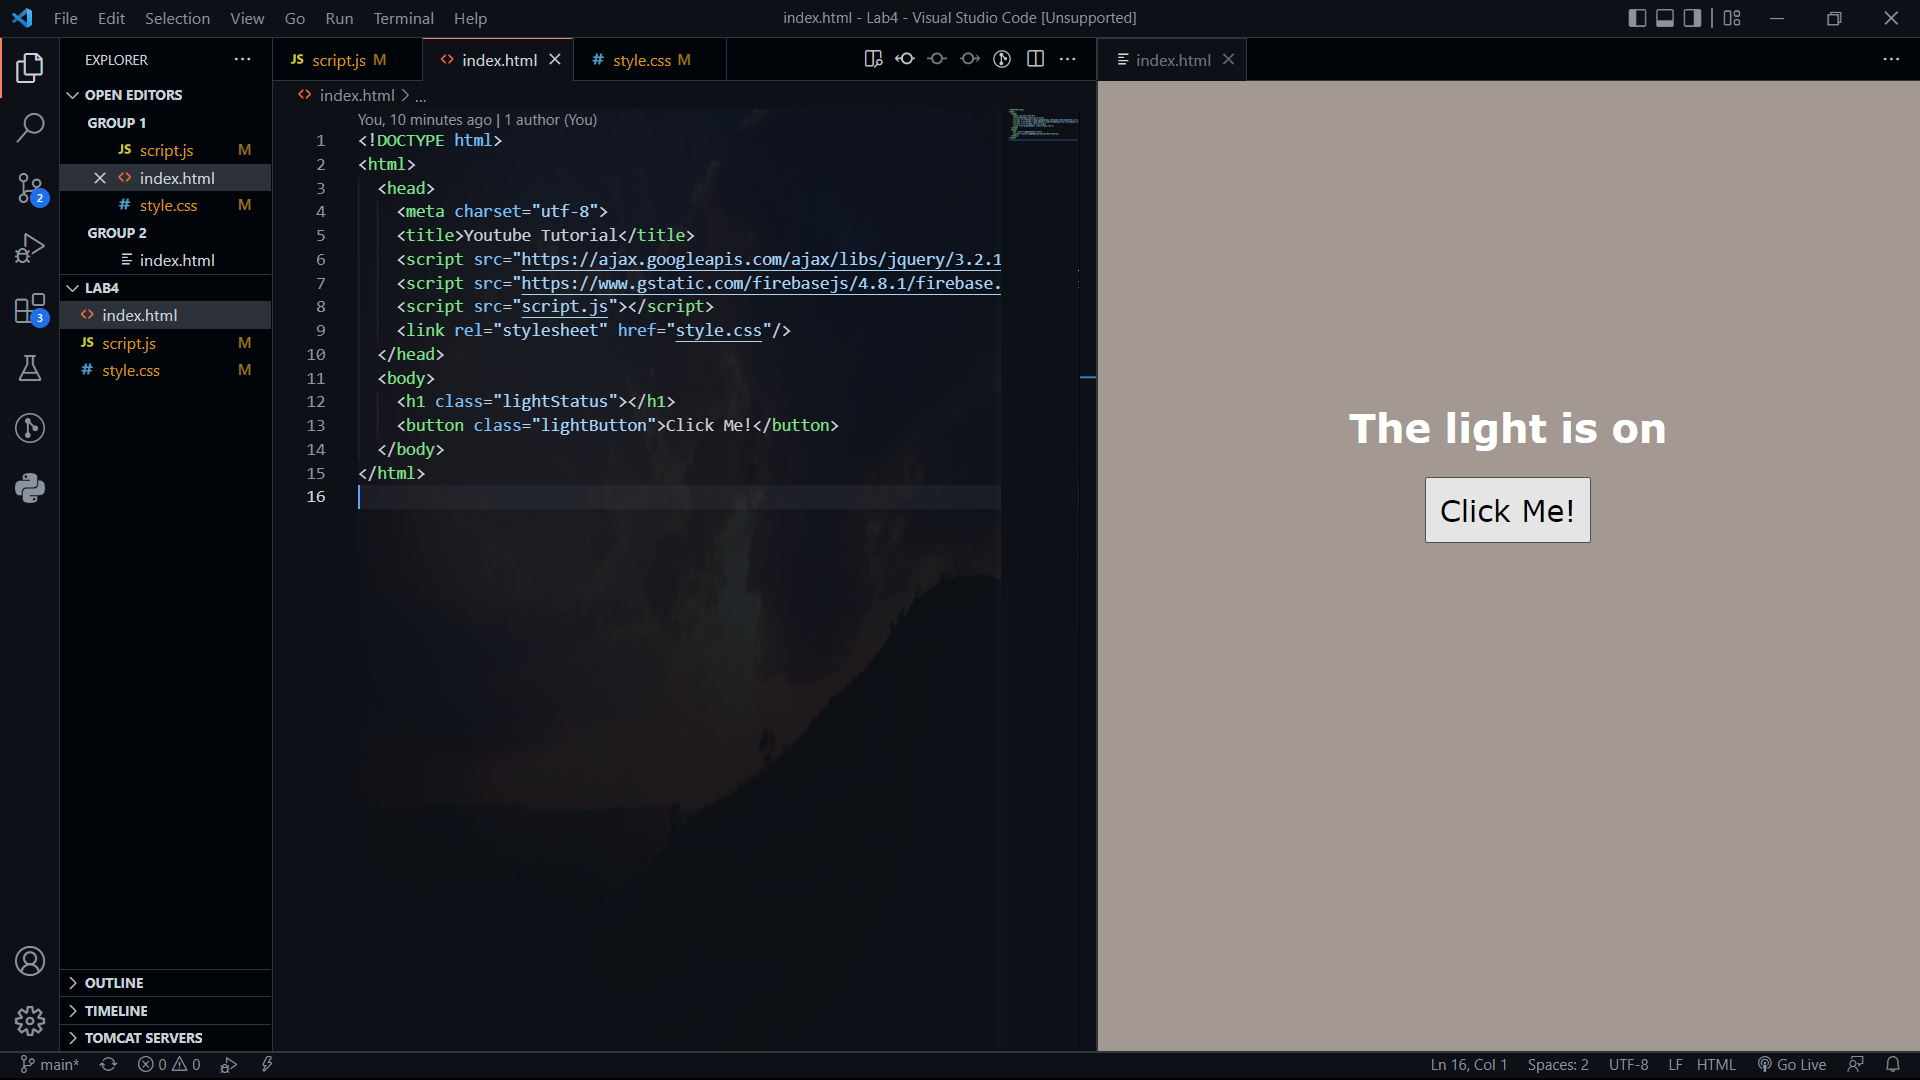 File Edit Selection View Go Run Terminal Help
index.html - Lab4 - Visual Studio Code [Unsupported]
EXPLORER
OPEN EDITORS
GROUP 1
JS script.js M
<> index.html
# style.css M
GROUP 2
index.html
LAB4
<> index.html
JS script.js M
# style.css M
OUTLINE
TIMELINE
TOMCAT SERVERS
2
3
JS script.js M
<> index.html
# style.css M
<> index.html > ...
You, 10 minutes ago | 1 author (You)
1 <!DOCTYPE html>
2 <html>
3 <head>
4 <meta charset="utf-8">
5 <title>Youtube Tutorial</title>
6 <script src="https://ajax.googleapis.com/ajax/libs/jquery/3.2.1
7 <script src="https://www.gstatic.com/firebasejs/4.8.1/firebase.
8 <script src="script.js"></script>
9 <link rel="stylesheet" href="style.css"/>
10 </head>
11 <body>
12 <h1 class="lightStatus"></h1>
13 <button class="lightButton">Click Me!</button>
14 </body>
15 </html>
16
index.html
The light is on
Click Me!
main* 0 0
Ln 16, Col 1 Spaces: 2 UTF-8 LF HTML Go Live